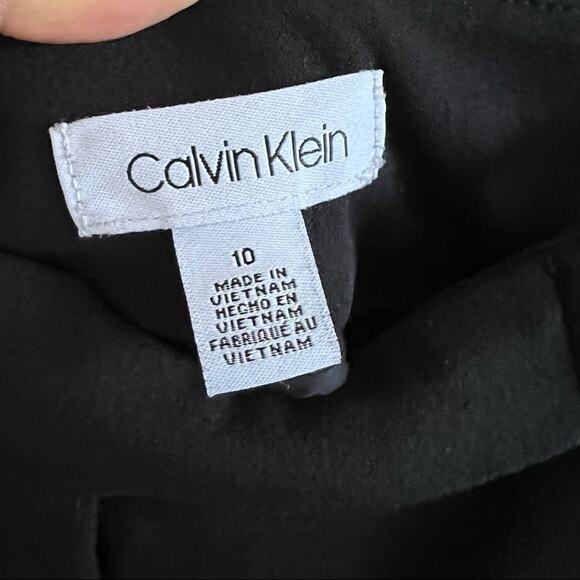 Calvin Klein
10
MADE IN
VIETNAM
HECHO EN
VIETNAM
FABRIQUÉ AU
VIETNAM